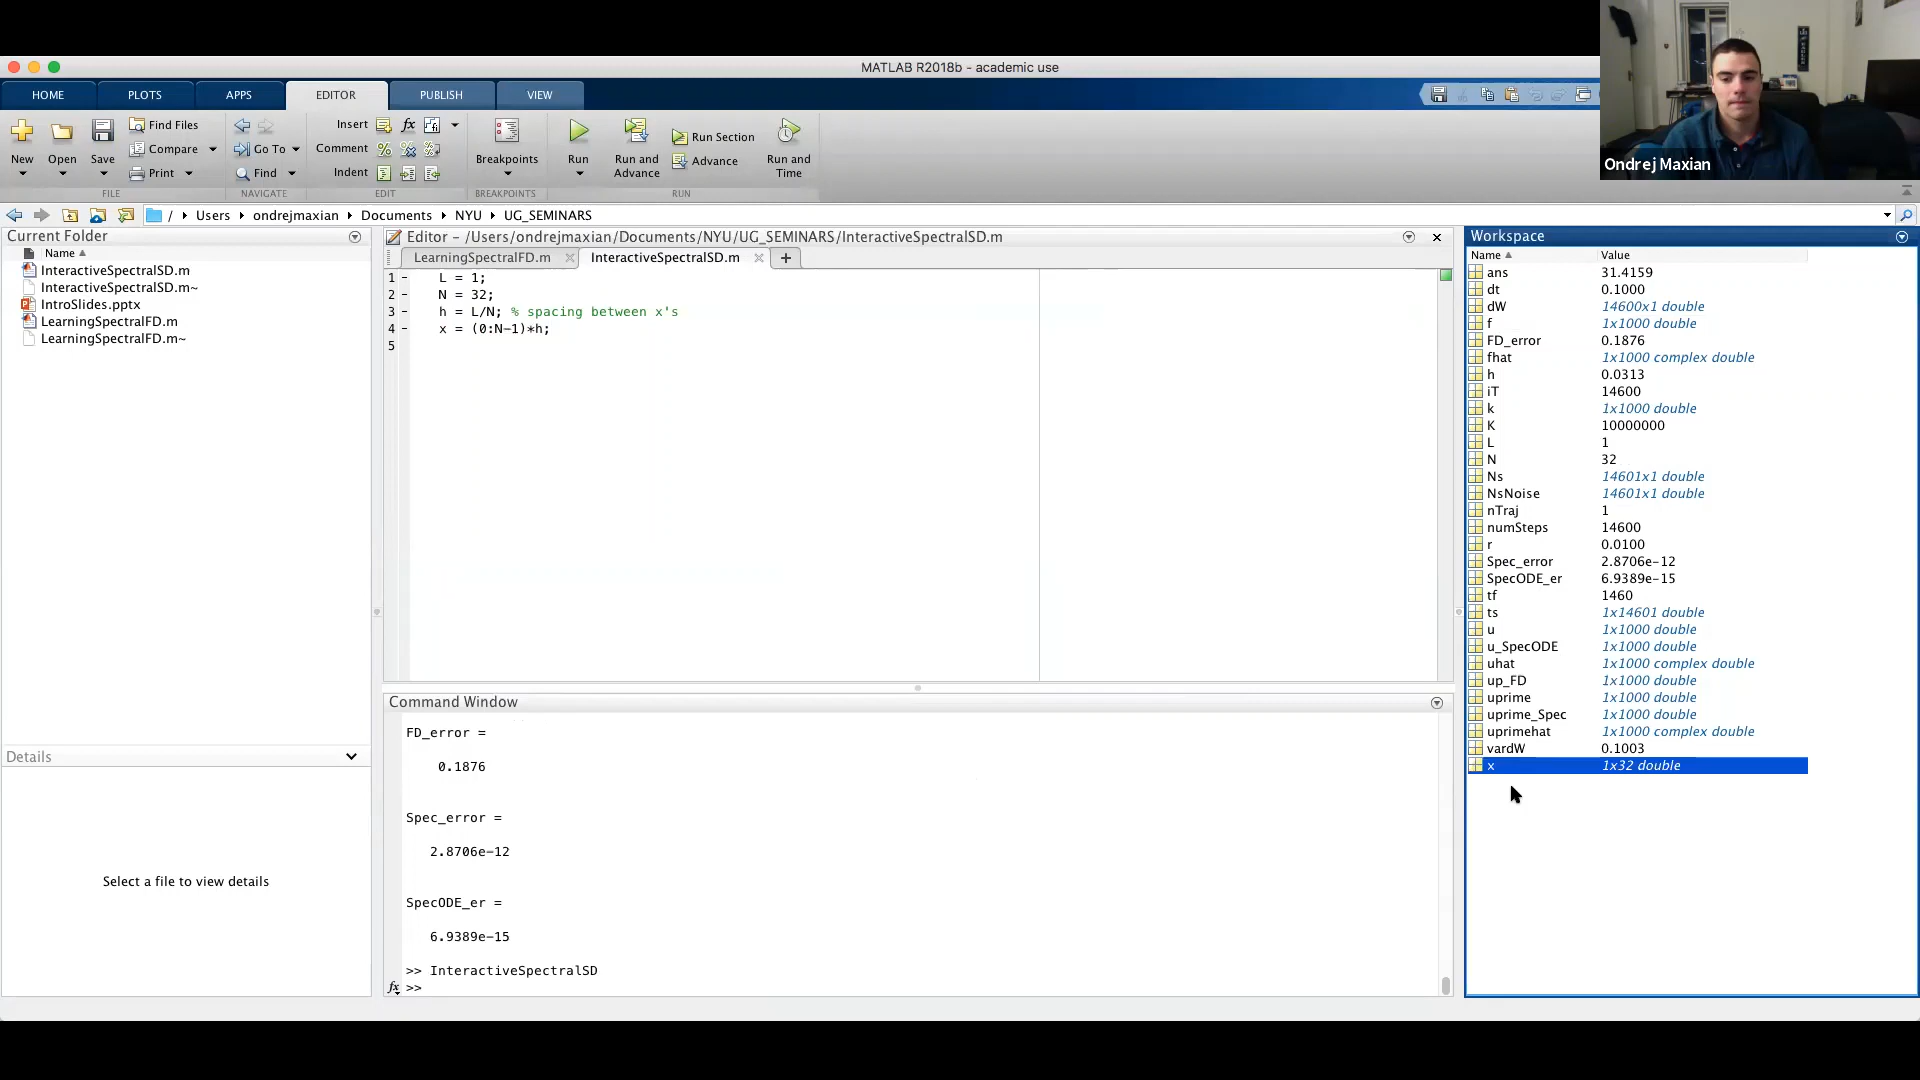 MATLAB R2018b - academic use
HOME
PLOTS
APPS
EDITOR
PUBLISH
VIEW
New
Open
Save
Find Files
Compare
Print
FILE
Go To
Find
NAVIGATE
Insert
fx
Comment
Indent
EDIT
Breakpoints
BREAKPOINTS
Run
Run and
Advance
Run Section
Advance
Run and
Time
RUN
Ondrej Maxian
/ Users ondrejmaxian Documents NYU UG_SEMINARS
Current Folder
Name
InteractiveSpectralSD.m
InteractiveSpectralSD.m~
IntroSlides.pptx
LearningSpectralFD.m
LearningSpectralFD.m~
Details
Select a file to view details
Editor – /Users/ondrejmaxian/Documents/NYU/UG_SEMINARS/InteractiveSpectralSD.m
LearningSpectralFD.m
InteractiveSpectralSD.m
1 – L = 1;
2 – N = 32;
3 – h = L/N; % spacing between x's
4 – x = (0:N–1)*h;
5
Command Window
FD_error =
0.1876
Spec_error =
2.8706e–12
SpecODE_er =
6.9389e–15
>> InteractiveSpectralSD
fx >>
Workspace
Name Value
ans 31.4159
dt 0.1000
dW 14600x1 double
f 1x1000 double
FD_error 0.1876
fhat 1x1000 complex double
h 0.0313
iT 14600
k 1x1000 double
K 10000000
L 1
N 32
Ns 14601x1 double
NsNoise 14601x1 double
nTraj 1
numSteps 14600
r 0.0100
Spec_error 2.8706e–12
SpecODE_er 6.9389e–15
tf 1460
ts 1x14601 double
u 1x1000 double
u_SpecODE 1x1000 double
uhat 1x1000 complex double
up_FD 1x1000 double
uprime 1x1000 double
uprime_Spec 1x1000 double
uprimehat 1x1000 complex double
vardW 0.1003
x 1x32 double